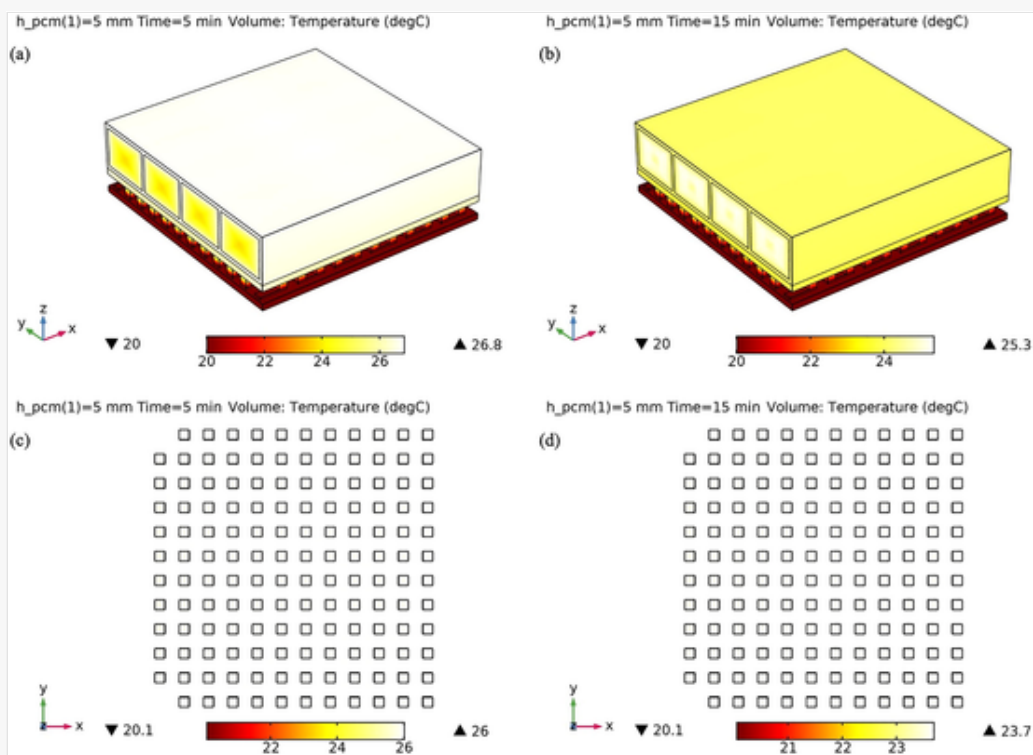 h_pcm(1)=5 mm Time=5 min Volume: Temperature (degC)
(a)
z
y
x
▼ 20
▲ 26.8
20 22 24 26
h_pcm(1)=5 mm Time=15 min Volume: Temperature (degC)
(b)
z
y
x
▼ 20
▲ 25.3
20 22 24
h_pcm(1)=5 mm Time=5 min Volume: Temperature (degC)
(c)
y
z x
▼ 20.1
▲ 26
22 24 26
h_pcm(1)=5 mm Time=15 min Volume: Temperature (degC)
(d)
y
z x
▼ 20.1
▲ 23.7
21 22 23